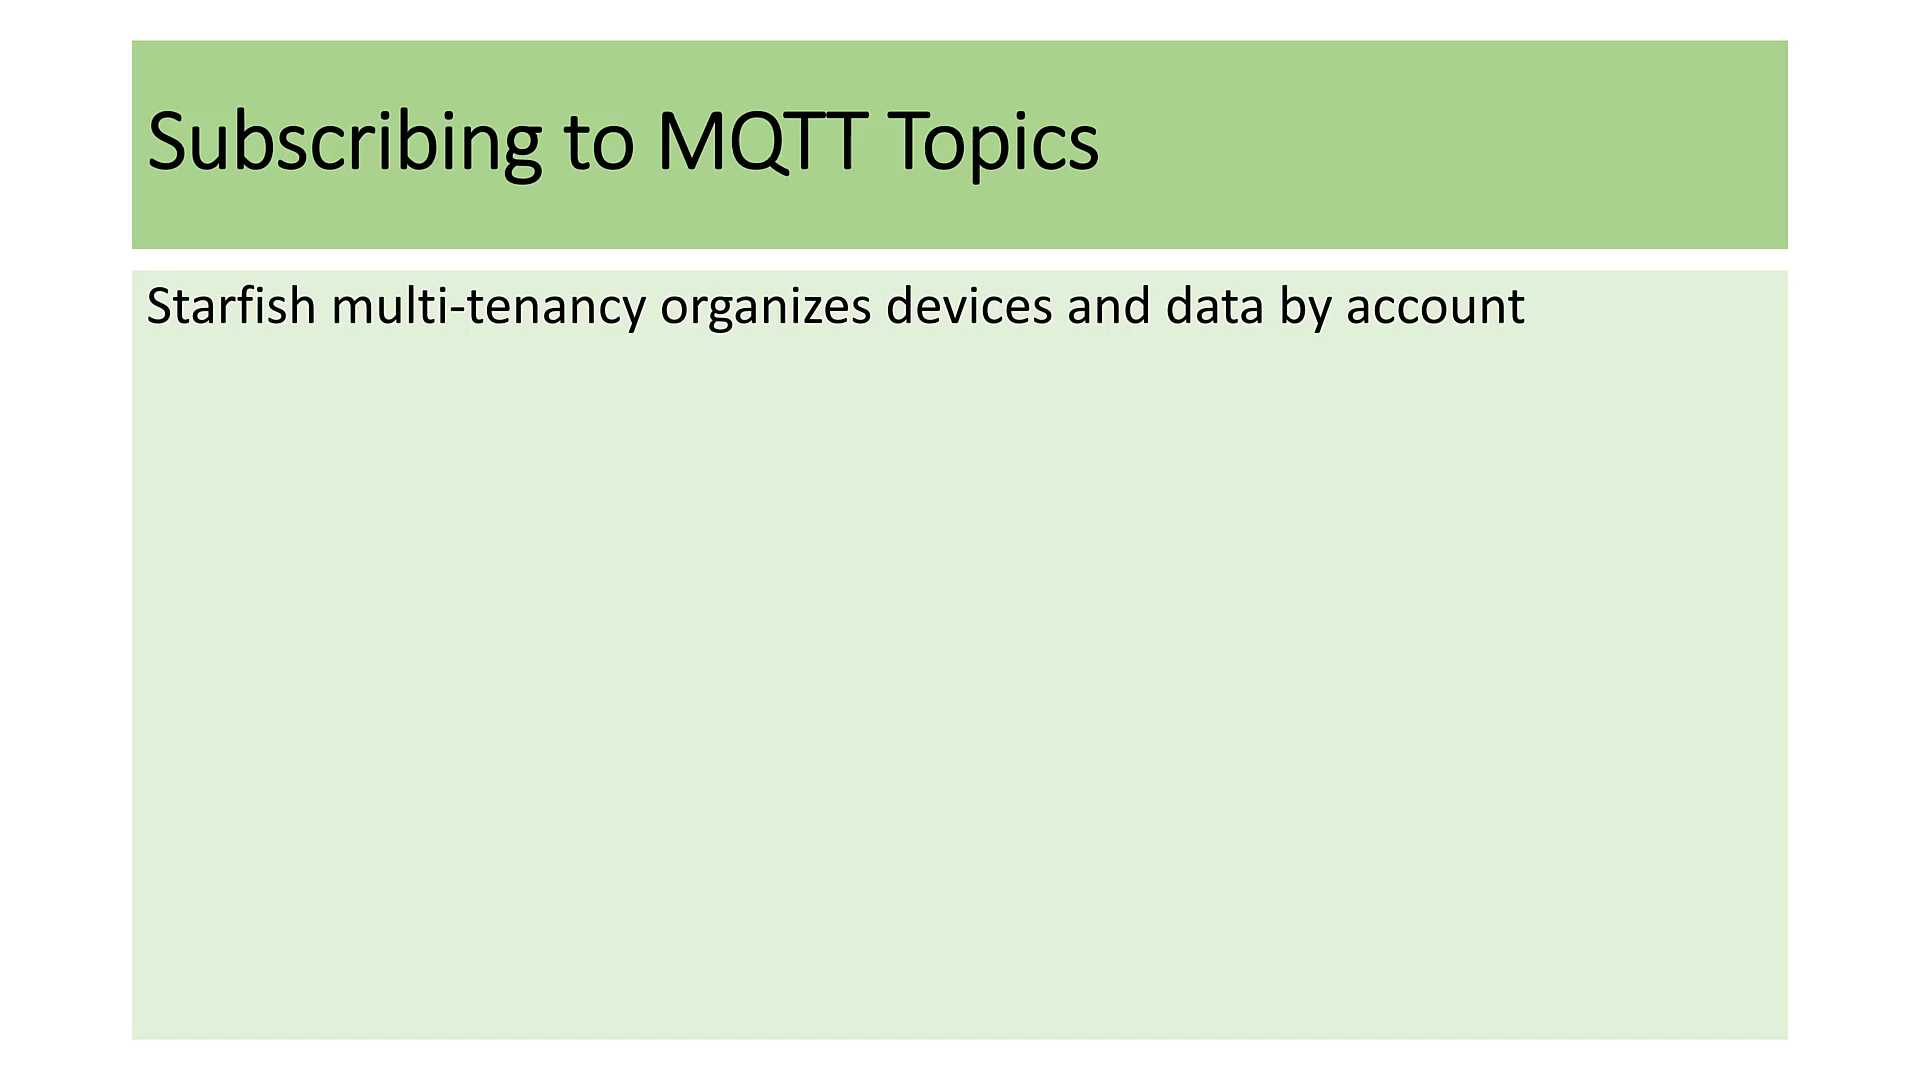 Subscribing to MQTT Topics
Starfish multi-tenancy organizes devices and data by account